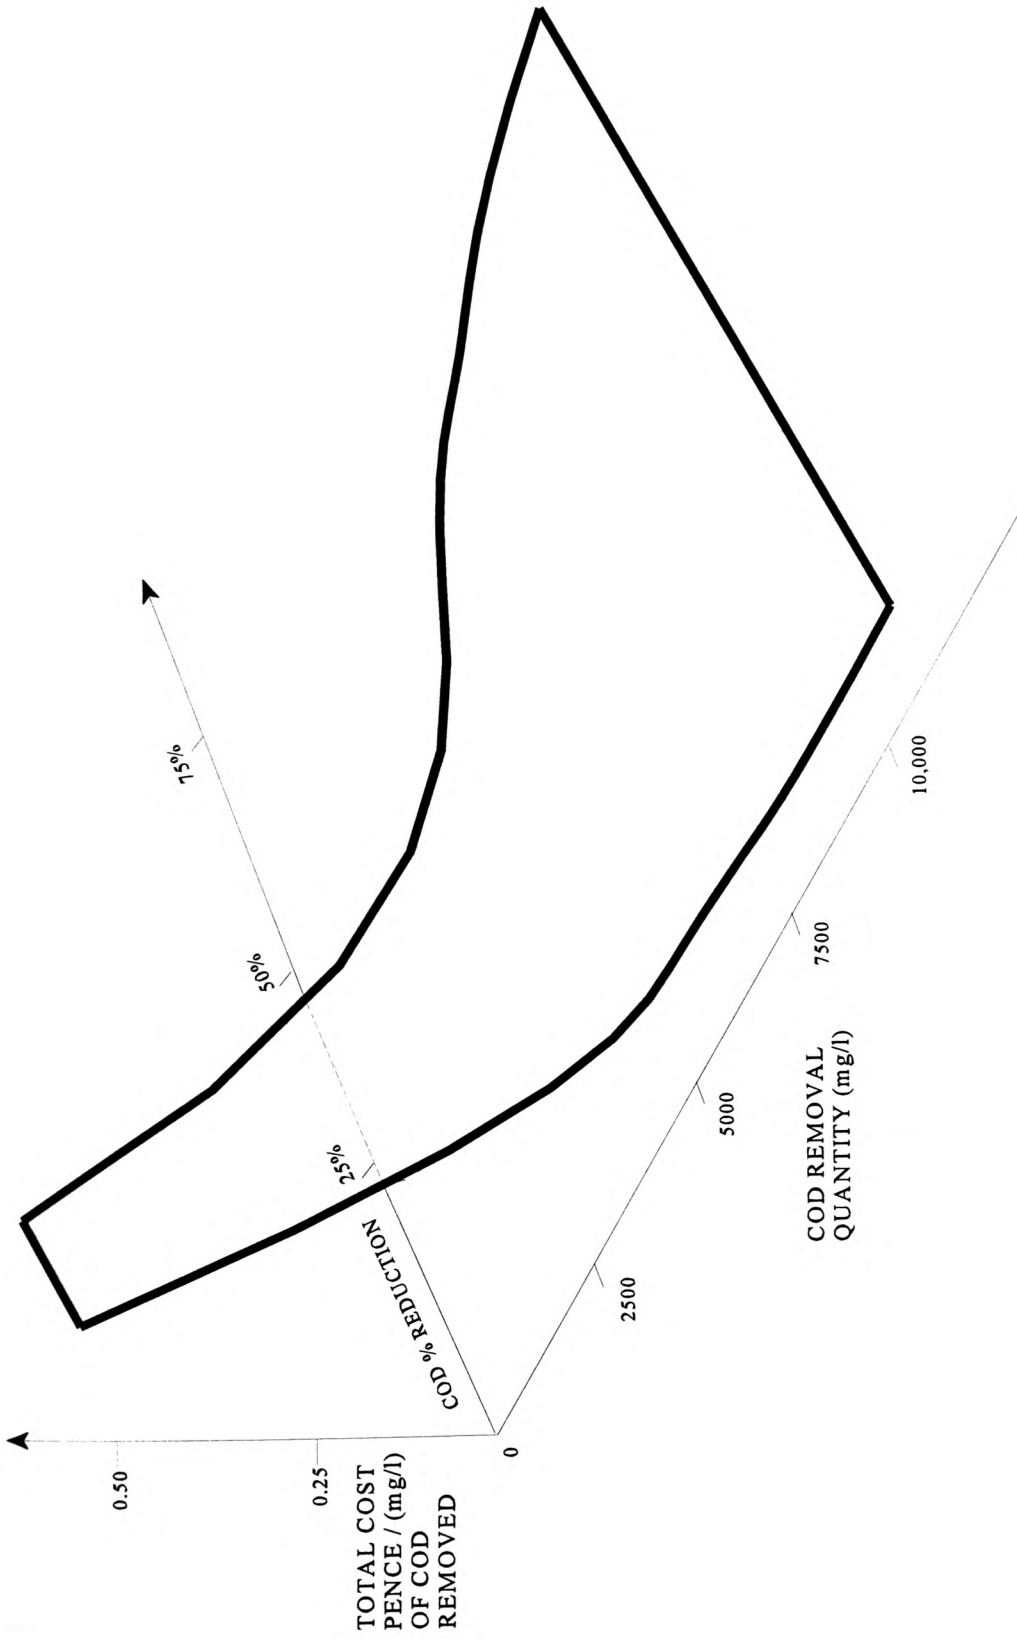 0.50
0.25
TOTAL COST
PENCE / (mg/l)
OF COD
REMOVED
0
COD % REDUCTION
25%
50%
75%
2500
5000
7500
10,000
COD REMOVAL
QUANTITY (mg/l)